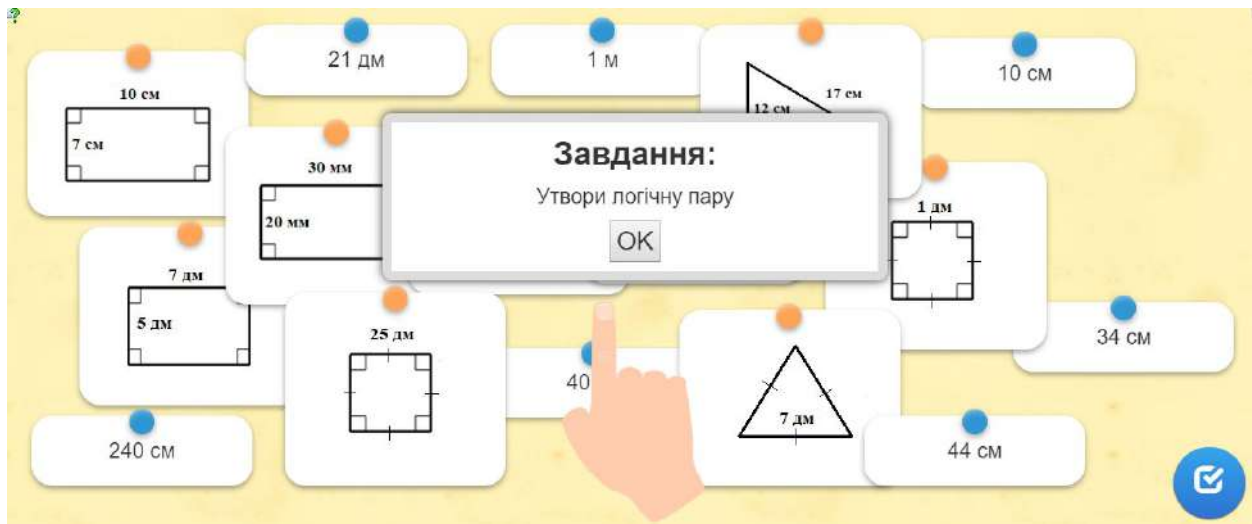 21 дм
1 м
10 см
10 см
7 см
12 см
17 см
30 мм
20 мм
Завдання:
Утвори логічну пару
OK
1 дм
7 дм
5 дм
25 дм
34 см
40
7 дм
240 см
44 см